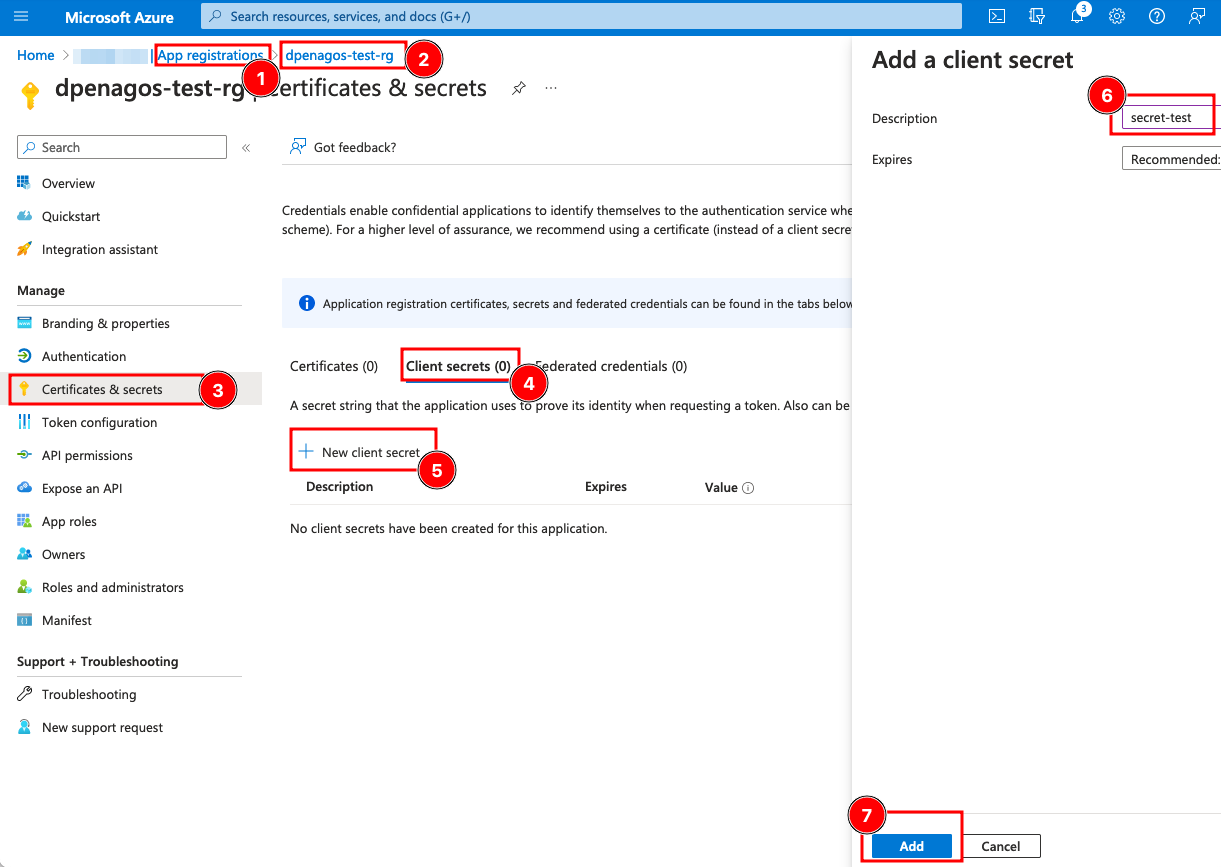 Microsoft Azure
Search resources, services, and docs (G+/)
3
Home > | App registrations > dpenagos-test-rg
1
2
dpenagos-test-rg | Certificates & secrets
...
Search
«
Got feedback?
Overview
Quickstart
Integration assistant
Manage
Branding & properties
Authentication
Certificates & secrets
3
Token configuration
API permissions
Expose an API
App roles
Owners
Roles and administrators
Manifest
Support + Troubleshooting
Troubleshooting
New support request
Credentials enable confidential applications to identify themselves to the authentication service
scheme). For a higher level of assurance, we recommend using a certificate (instead of a client
Application registration certificates, secrets and federated credentials can be found in the tabs below
Certificates (0)
Client secrets (0)
4
Federated credentials (0)
A secret string that the application uses to prove its identity when requesting a token. Also can be
New client secret
5
Description
Expires
Value
No client secrets have been created for this application.
Add a client secret
6
Description
secret-test
Expires
Recommended:
7
Add
Cancel